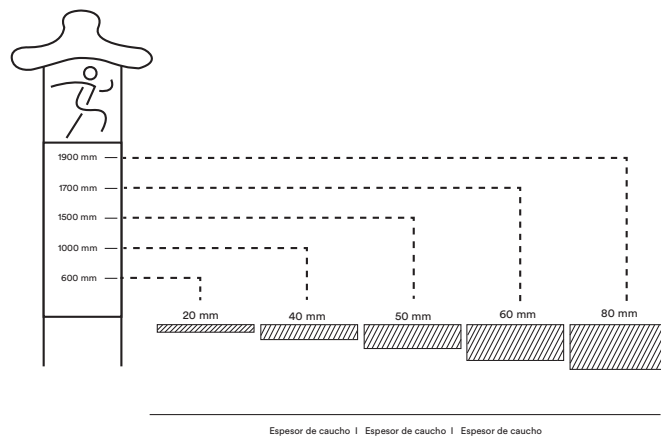 1900 mm
1700 mm
1500 mm
1000 mm
600 mm
20 mm
40 mm
50 mm
60 mm
80 mm
Espesor de caucho I Espesor de caucho I Espesor de caucho